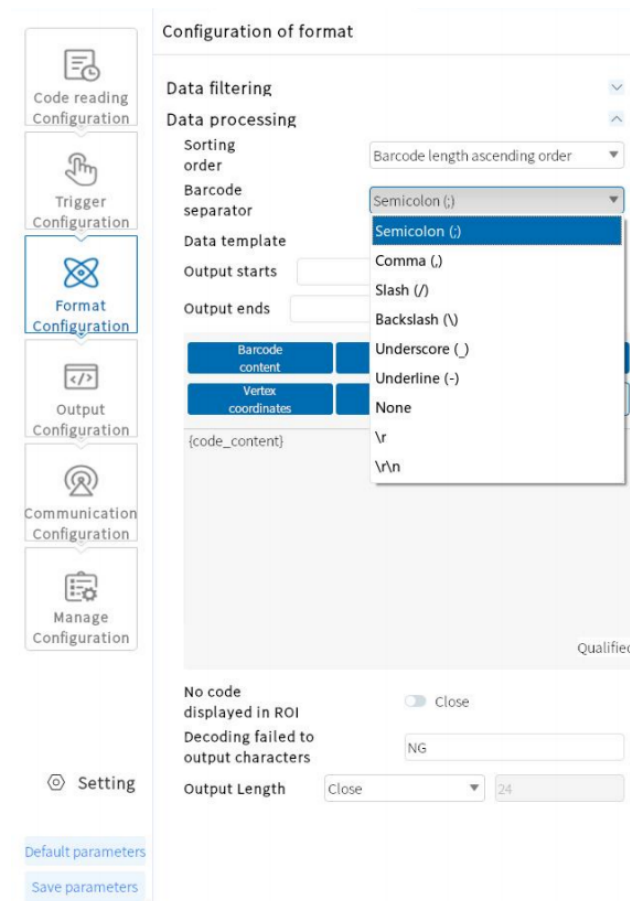 Configuration of format
Code reading
Configuration
Trigger
Configuration
Format
Configuration
Output
Configuration
Communication
Configuration
Manage
Configuration
Setting
Default parameters
Save parameters
Data filtering
Data processing
Sorting
order
Barcode length ascending order
Barcode
separator
Semicolon (;)
Semicolon (;)
Comma (,)
Slash (/)
Backslash (\)
Underscore (_)
Underline (-)
None
\r
\r\n
Data template
Output starts
Output ends
Barcode
content
Vertex
coordinates
{code_content}
Qualified
No code
displayed in ROI
Close
Decoding failed to
output characters
NG
Output Length
Close
24